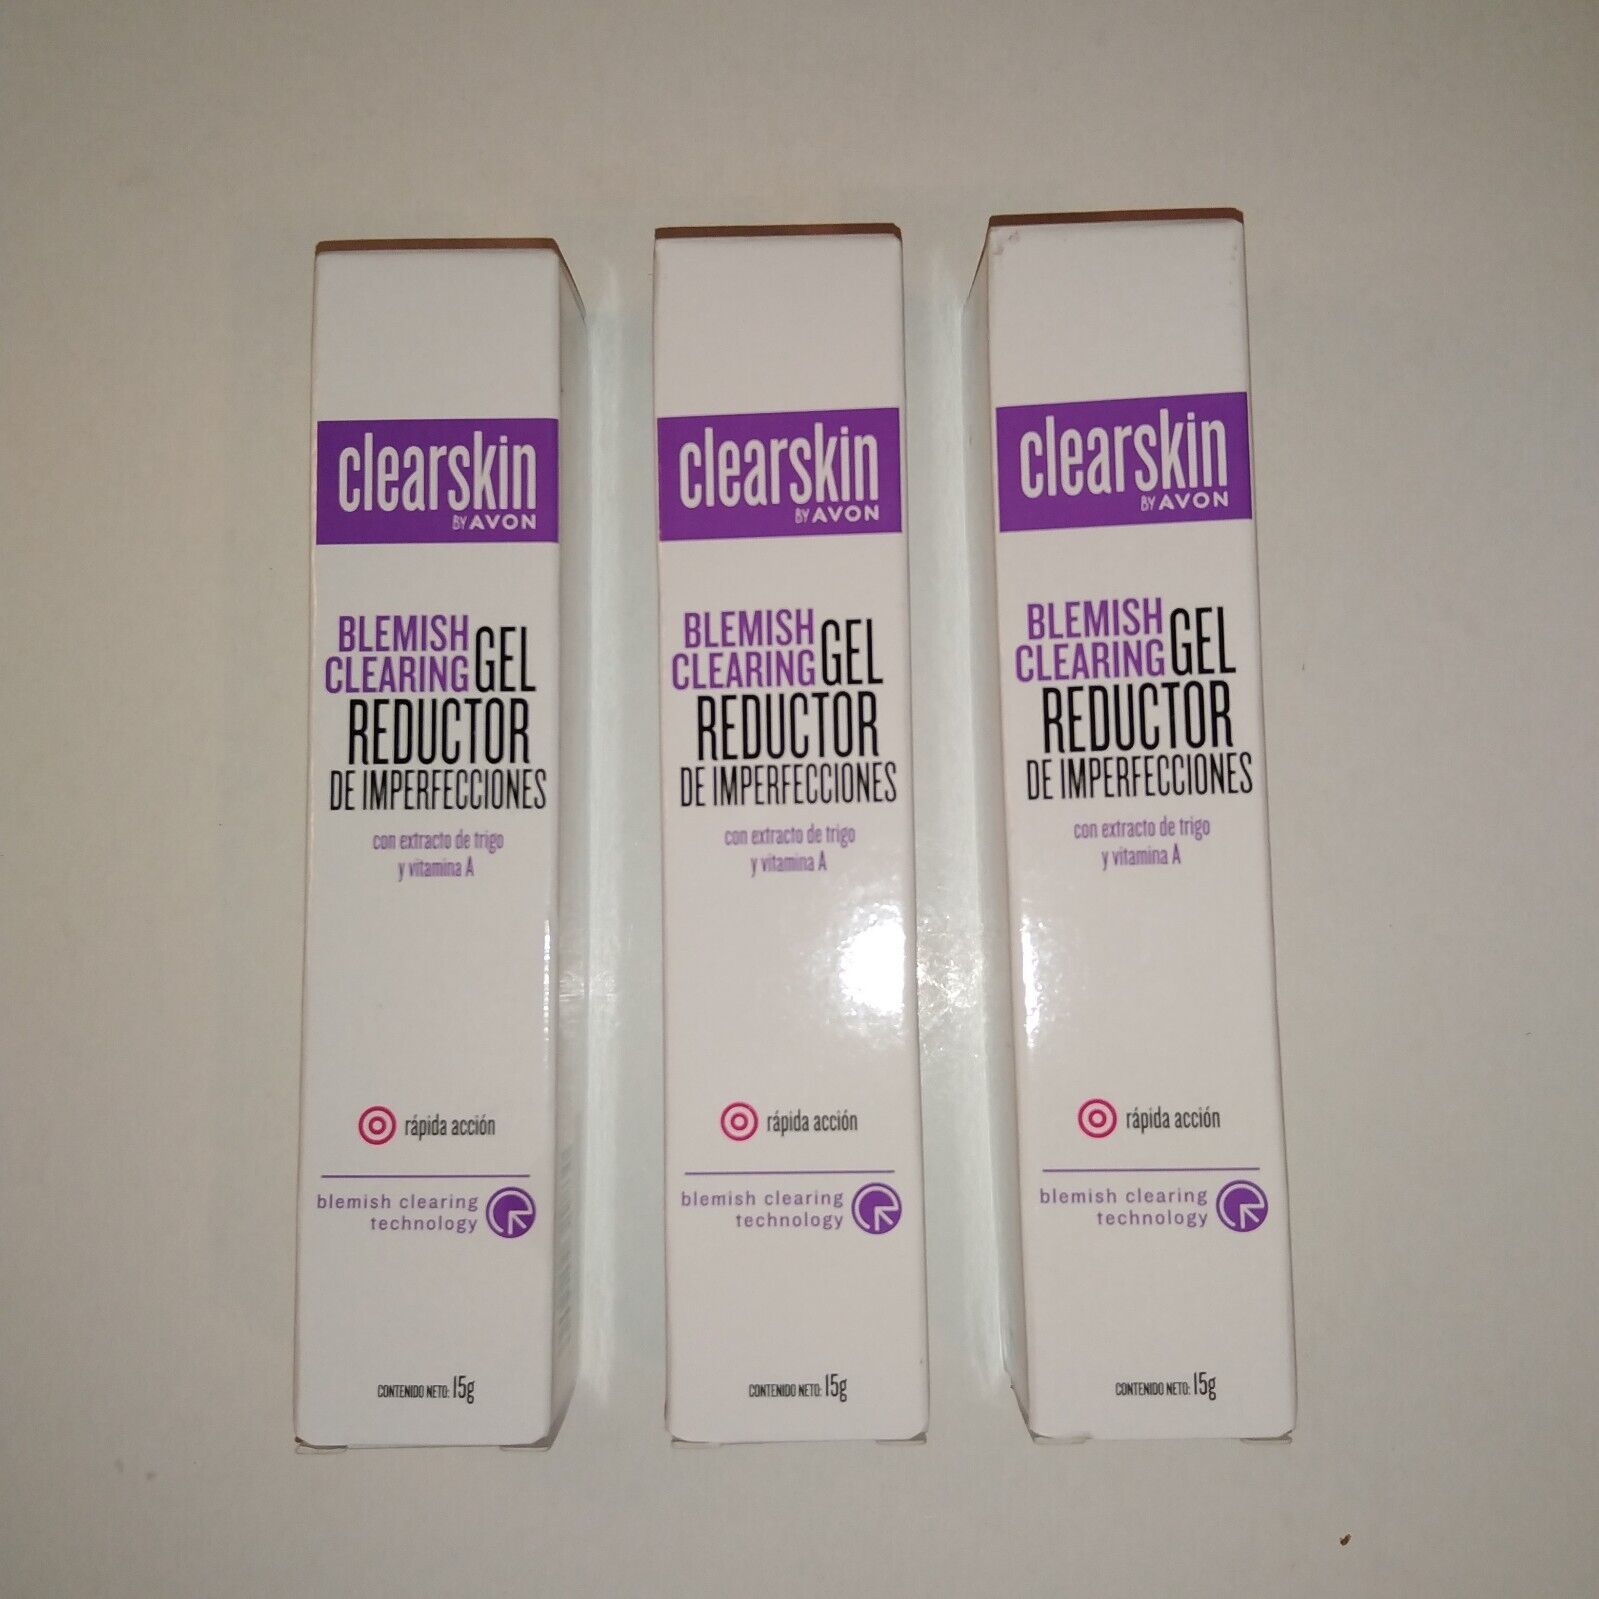 clearskin
BY AVON
BLEMISH
CLEARING GEL
REDUCTOR
DE IMPERFECCIONES
con extracto de trigo
y vitamina A
rápida acción
blemish clearing
technology
CONTENIDO NETO: 15g
clearskin
BY AVON
BLEMISH
CLEARING GEL
REDUCTOR
DE IMPERFECCIONES
con extracto de trigo
y vitamina A
rápida acción
blemish clearing
technology
CONTENIDO NETO: 15g
clearskin
BY AVON
BLEMISH
CLEARING GEL
REDUCTOR
DE IMPERFECCIONES
con extracto de trigo
y vitamina A
rápida acción
blemish clearing
technology
CONTENIDO NETO: 15g